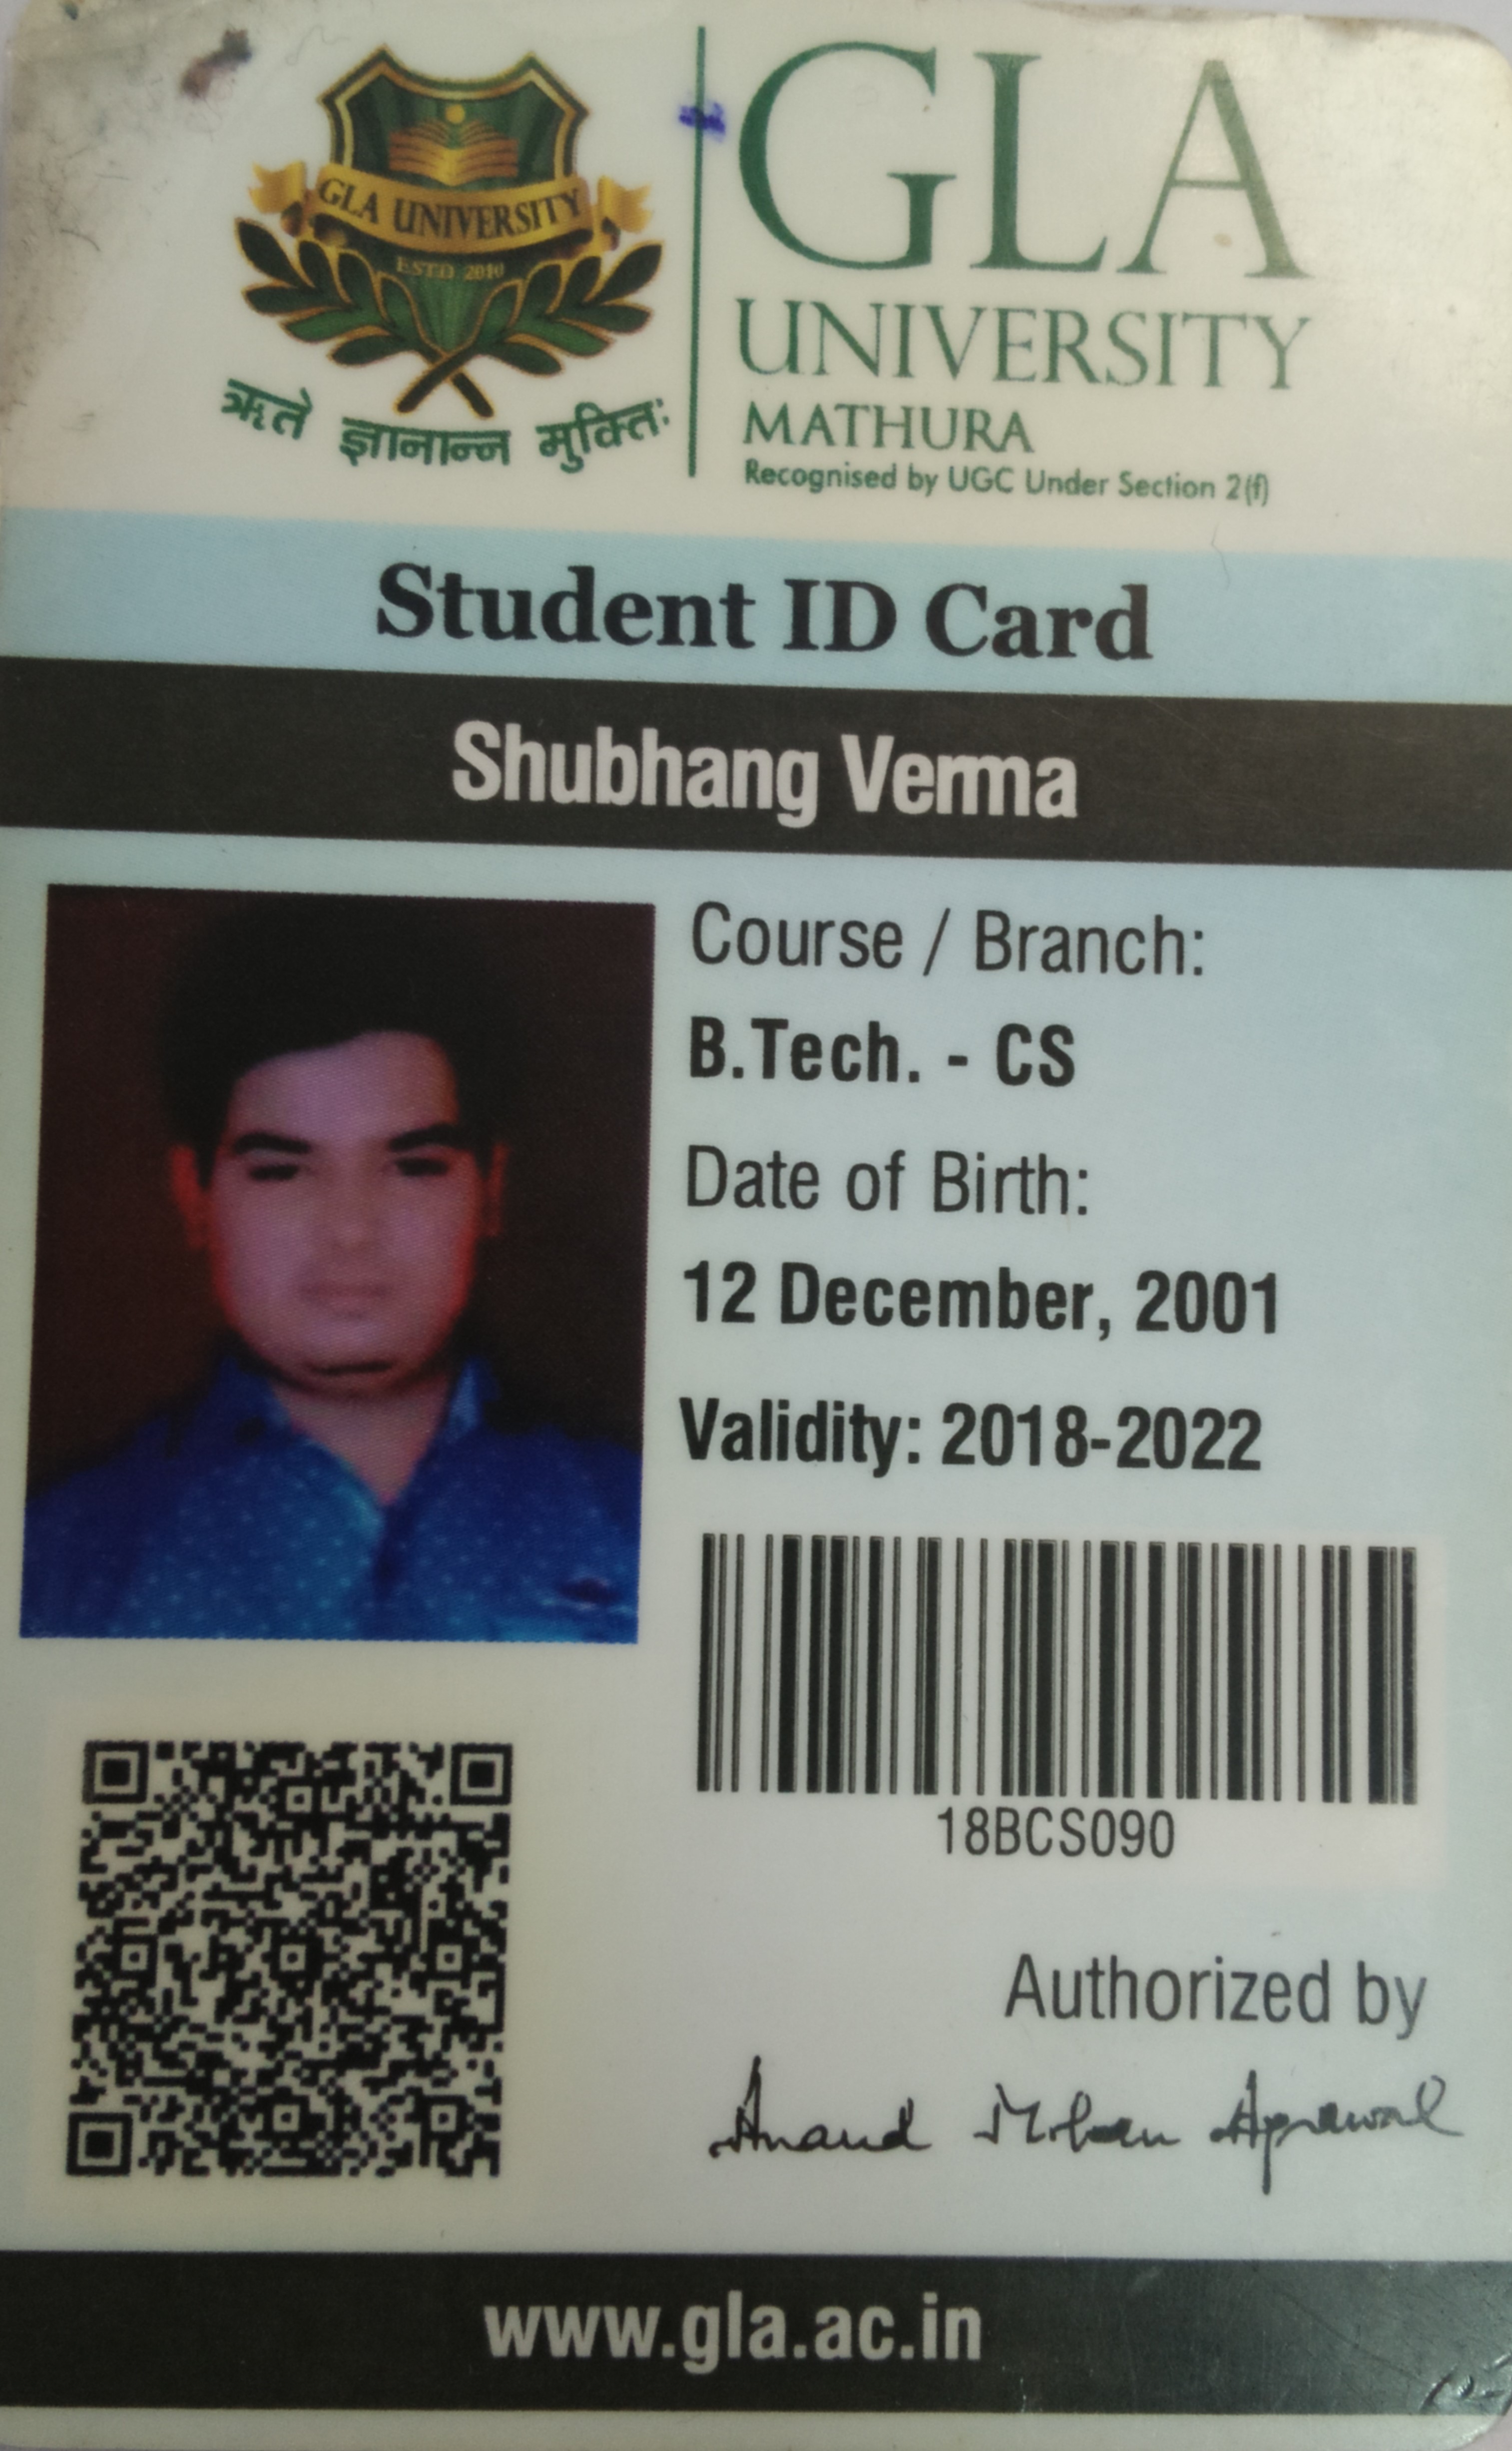 GLA UNIVERSITY
ESTD. 2010
ऋते ज्ञानान्न मुक्तिः
GLA
UNIVERSITY
MATHURA
Recognised by UGC Under Section 2(f)
Student ID Card
Shubhang Verma
Course / Branch:
B.Tech. - CS
Date of Birth:
12 December, 2001
Validity: 2018-2022
18BCS090
Authorized by
Anand Mohan Agrawal
www.gla.ac.in